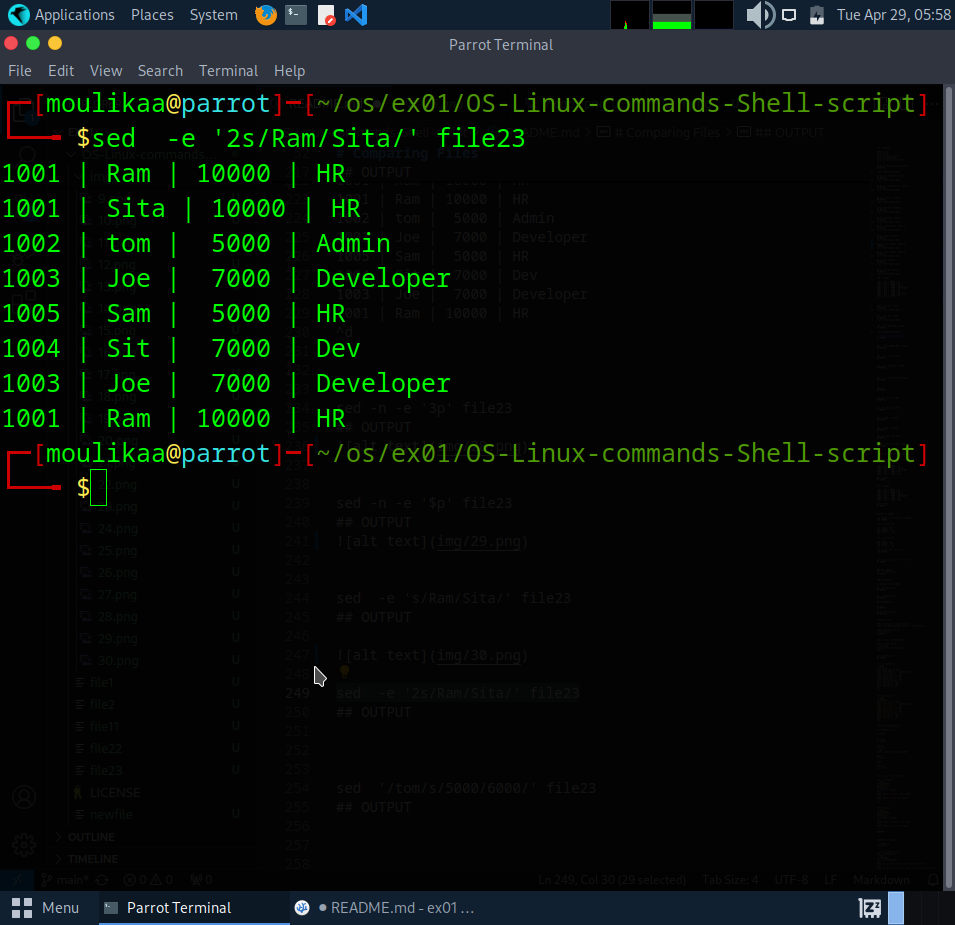 Applications Places System Tue Apr 29, 05:58
Parrot Terminal
File Edit View Search Terminal Help
┌─[moulikaa@parrot]─[~/os/ex01/OS-Linux-commands-Shell-script]
└──╼ $sed  -e '2s/Ram/Sita/' file23
1001 | Ram | 10000 | HR
1001 | Sita | 10000 | HR
1002 | tom |  5000 | Admin
1003 | Joe |  7000 | Developer
1005 | Sam |  5000 | HR
1004 | Sit |  7000 | Dev
1003 | Joe |  7000 | Developer
1001 | Ram | 10000 | HR
┌─[moulikaa@parrot]─[~/os/ex01/OS-Linux-commands-Shell-script]
└──╼ $
sed -n -e '3p' file23
## OUTPUT
238
239 sed -n -e '$p' file23
240 ## OUTPUT
241 ![alt text](img/29.png)
242
243
244 sed  -e 's/Ram/Sita/' file23
245 ## OUTPUT
246
247 ![alt text](img/30.png)
248
249 sed  -e '2s/Ram/Sita/' file23
250 ## OUTPUT
251
252
253
254 sed  '/tom/s/5000/6000/' file23
255 ## OUTPUT
256
257
258
24.png U
25.png U
26.png U
27.png U
28.png U
29.png U
30.png U
file1 U
file2 U
file11 U
file22 U
file23 U
LICENSE
newfile U
OUTLINE
TIMELINE
main* 0 0 0 Ln 249, Col 30 (29 selected) Tab Size: 4 UTF-8 LF Markdown
Menu Parrot Terminal README.md - ex01 ...